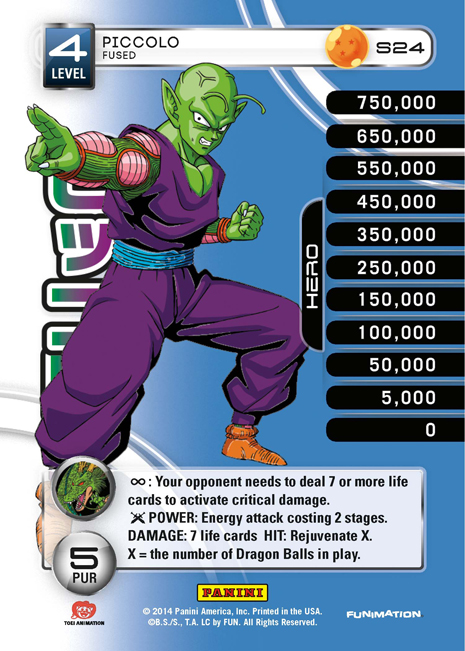 4
LEVEL
PICCOLO
FUSED
S24
750,000
650,000
550,000
450,000
350,000
250,000
150,000
100,000
50,000
5,000
0
HERO
∞: Your opponent needs to deal 7 or more life
cards to activate critical damage.
POWER: Energy attack costing 2 stages.
DAMAGE: 7 life cards HIT: Rejuvenate X.
X = the number of Dragon Balls in play.
5
PUR
PANINI
TOEI ANIMATION
© 2014 Panini America, Inc. Printed in the USA.
©B.S./S., T.A. LC by FUN. All Rights Reserved.
FUNIMATION